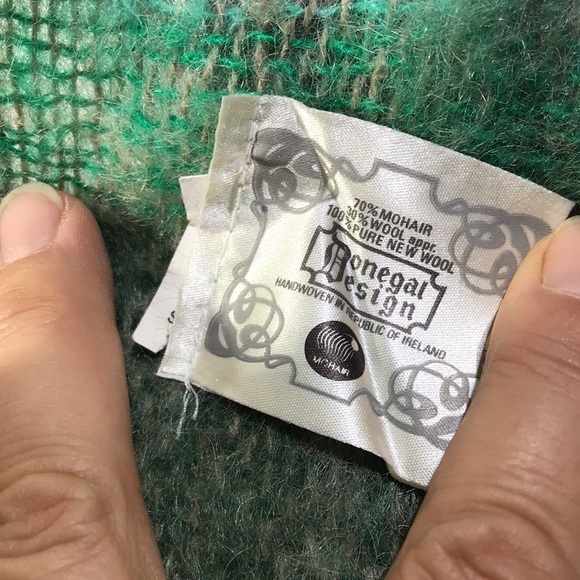 70% MOHAIR
30% WOOL appr.
100% PURE NEW WOOL
Donegal
Design
HANDWOVEN IN REPUBLIC OF IRELAND
MOHAIR
S